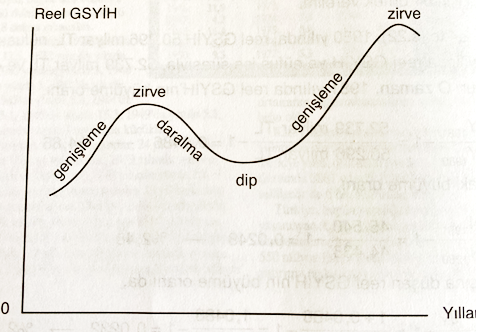 Reel GSYİH
zirve
zirve
genişleme
daralma
genişleme
dip
0
Yıllar